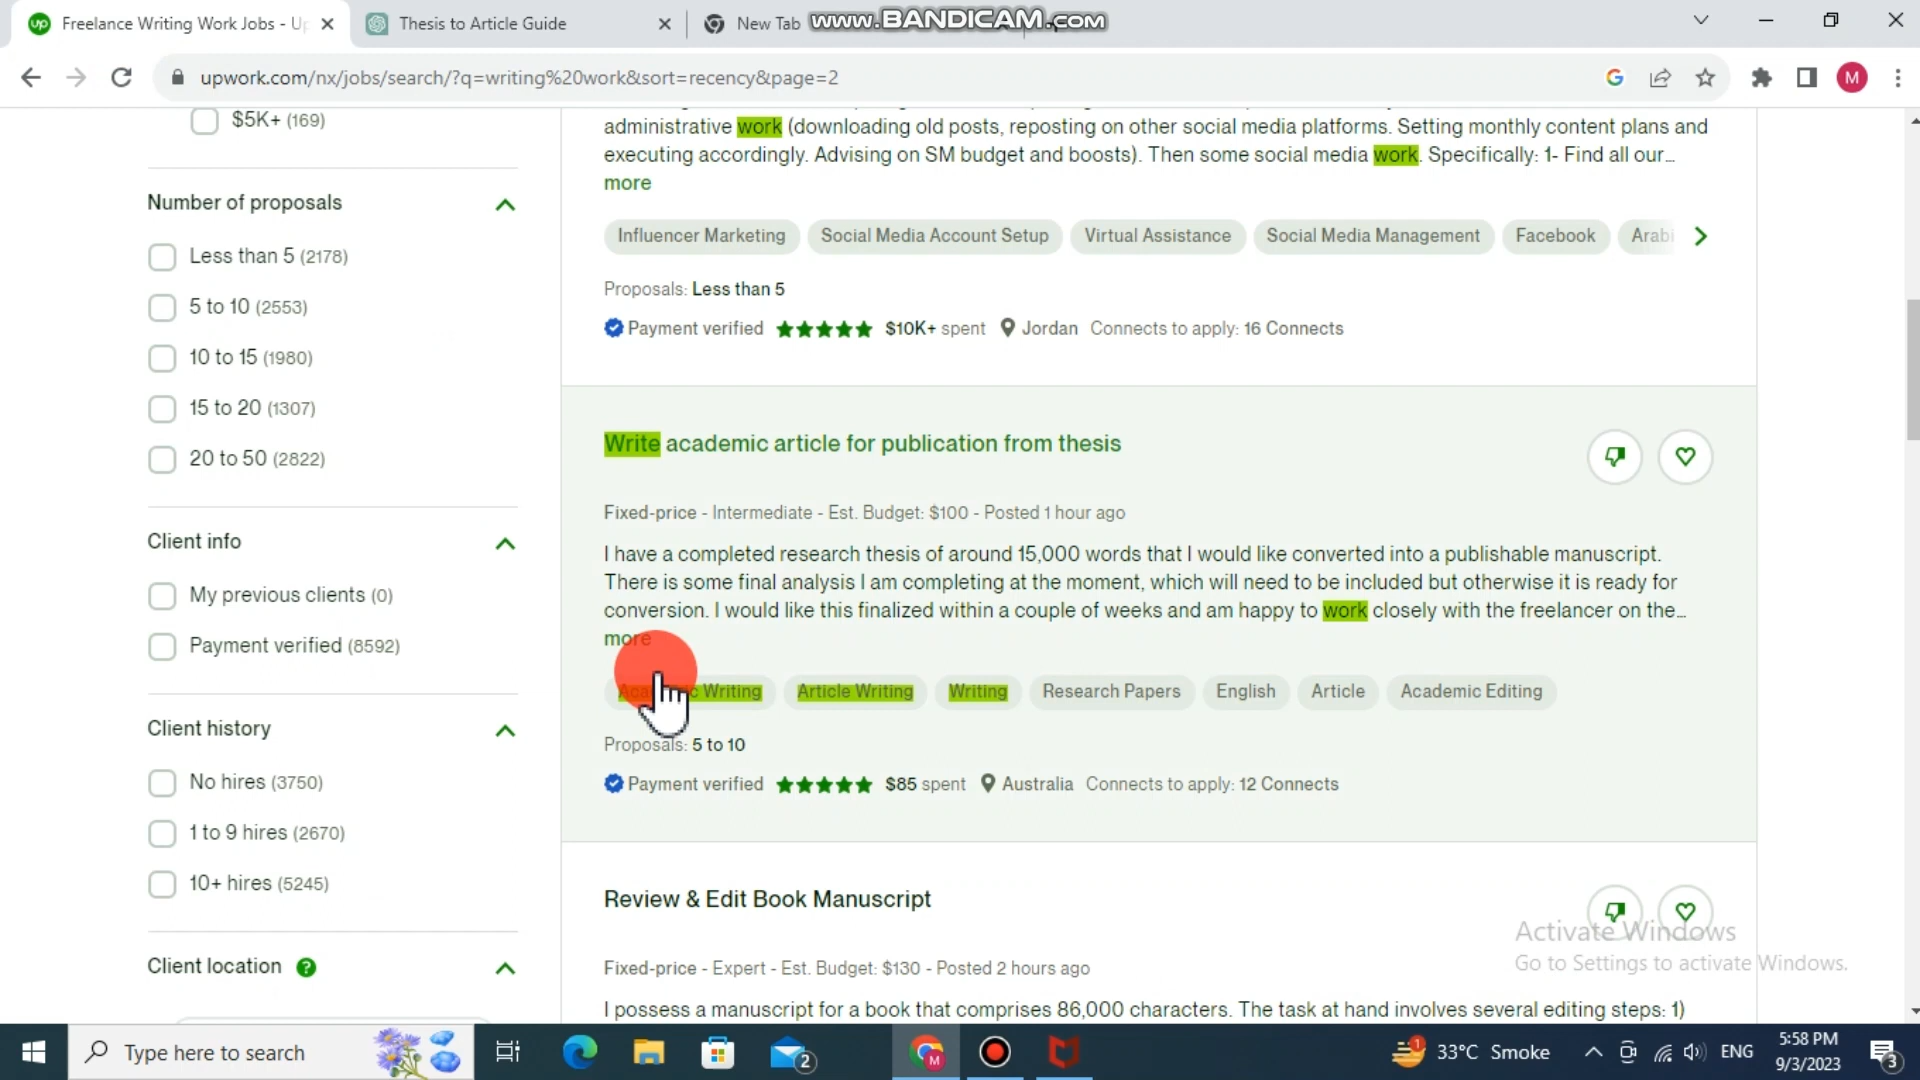 Freelance Writing Work Jobs - Up
Thesis to Article Guide
New Tab
www.BANDICAM.com
upwork.com/nx/jobs/search/?q=writing%20work&sort=recency&page=2
M
$5K+ (169)
Number of proposals
Less than 5 (2178)
5 to 10 (2553)
10 to 15 (1980)
15 to 20 (1307)
20 to 50 (2822)
Client info
My previous clients (0)
Payment verified (8592)
Client history
No hires (3750)
1 to 9 hires (2670)
10+ hires (5245)
Client location ?
administrative work (downloading old posts, reposting on other social media platforms. Setting monthly content plans and
executing accordingly. Advising on SM budget and boosts). Then some social media work. Specifically: 1- Find all our...
more
Influencer Marketing Social Media Account Setup Virtual Assistance Social Media Management Facebook Arabi
Proposals: Less than 5
Payment verified $10K+ spent Jordan Connects to apply: 16 Connects
Write academic article for publication from thesis
Fixed-price - Intermediate - Est. Budget: $100 - Posted 1 hour ago
I have a completed research thesis of around 15,000 words that I would like converted into a publishable manuscript.
There is some final analysis I am completing at the moment, which will need to be included but otherwise it is ready for
conversion. I would like this finalized within a couple of weeks and am happy to work closely with the freelancer on the...
more
Writing Article Writing Writing Research Papers English Article Academic Editing
Proposals: 5 to 10
Payment verified $85 spent Australia Connects to apply: 12 Connects
Review & Edit Book Manuscript
Fixed-price - Expert - Est. Budget: $130 - Posted 2 hours ago
I possess a manuscript for a book that comprises 86,000 characters. The task at hand involves several editing steps: 1)
Activate Windows
Go to Settings to activate Windows.
Type here to search
2
M
1
33°C Smoke
ENG
5:58 PM
9/3/2023
3